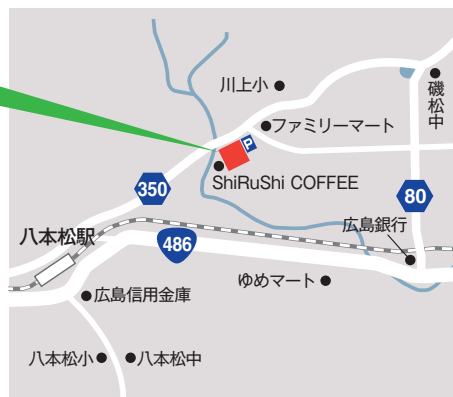 川上小
磯松中
ファミリーマート
P
ShiRuShi COFFEE
350
80
八本松駅
486
広島銀行
ゆめマート
広島信用金庫
八本松小
八本松中